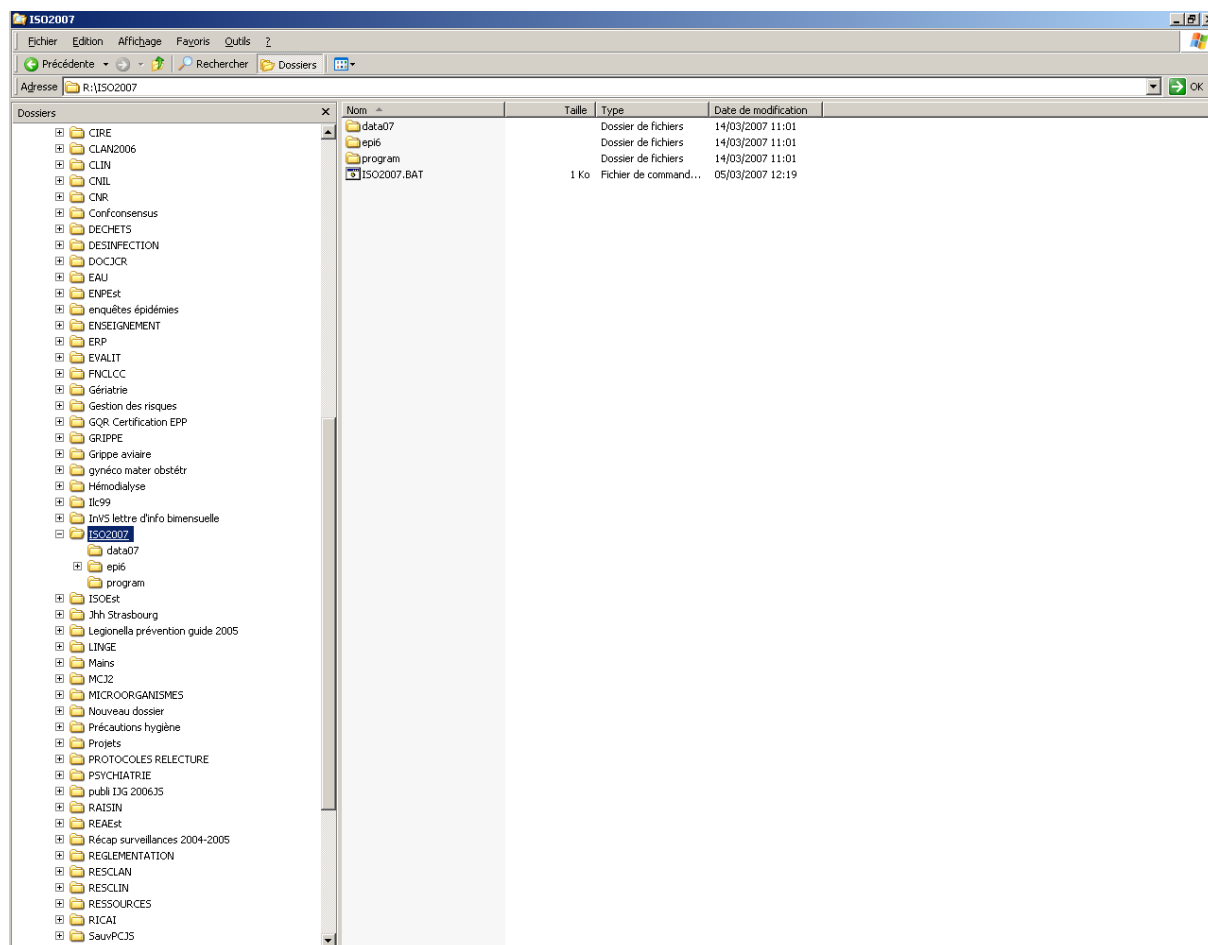 ISO2007
Fichier Edition Affichage Favoris Outils ?
Précédente Rechercher Dossiers
Adresse R:\ISO2007 OK
Dossiers
CIRE
CLAN2006
CLIN
CNIL
CNR
Confconsensus
DECHETS
DESINFECTION
DOCJCR
EAU
ENPEst
enquêtes épidémies
ENSEIGNEMENT
ERP
EVALIT
FNCLCC
Gériatrie
Gestion des risques
GQR Certification EPP
GRIPPE
Grippe aviaire
gynéco mater obstétr
Hémodialyse
Ilc99
InVS lettre d'info bimensuelle
ISO2007
data07
epi6
program
ISOEst
Jhh Strasbourg
Legionella prévention guide 2005
LINGE
Mains
MCJ2
MICROORGANISMES
Nouveau dossier
Précautions hygiène
Projets
PROTOCOLES RELECTURE
PSYCHIATRIE
publi IJG 2006JS
RAISIN
REAEst
Récap surveillances 2004-2005
REGLEMENTATION
RESCLAN
RESCLIN
RESSOURCES
RICAI
SauvPCJS
Nom Taille Type Date de modification
data07 Dossier de fichiers 14/03/2007 11:01
epi6 Dossier de fichiers 14/03/2007 11:01
program Dossier de fichiers 14/03/2007 11:01
ISO2007.BAT 1 Ko Fichier de command... 05/03/2007 12:19